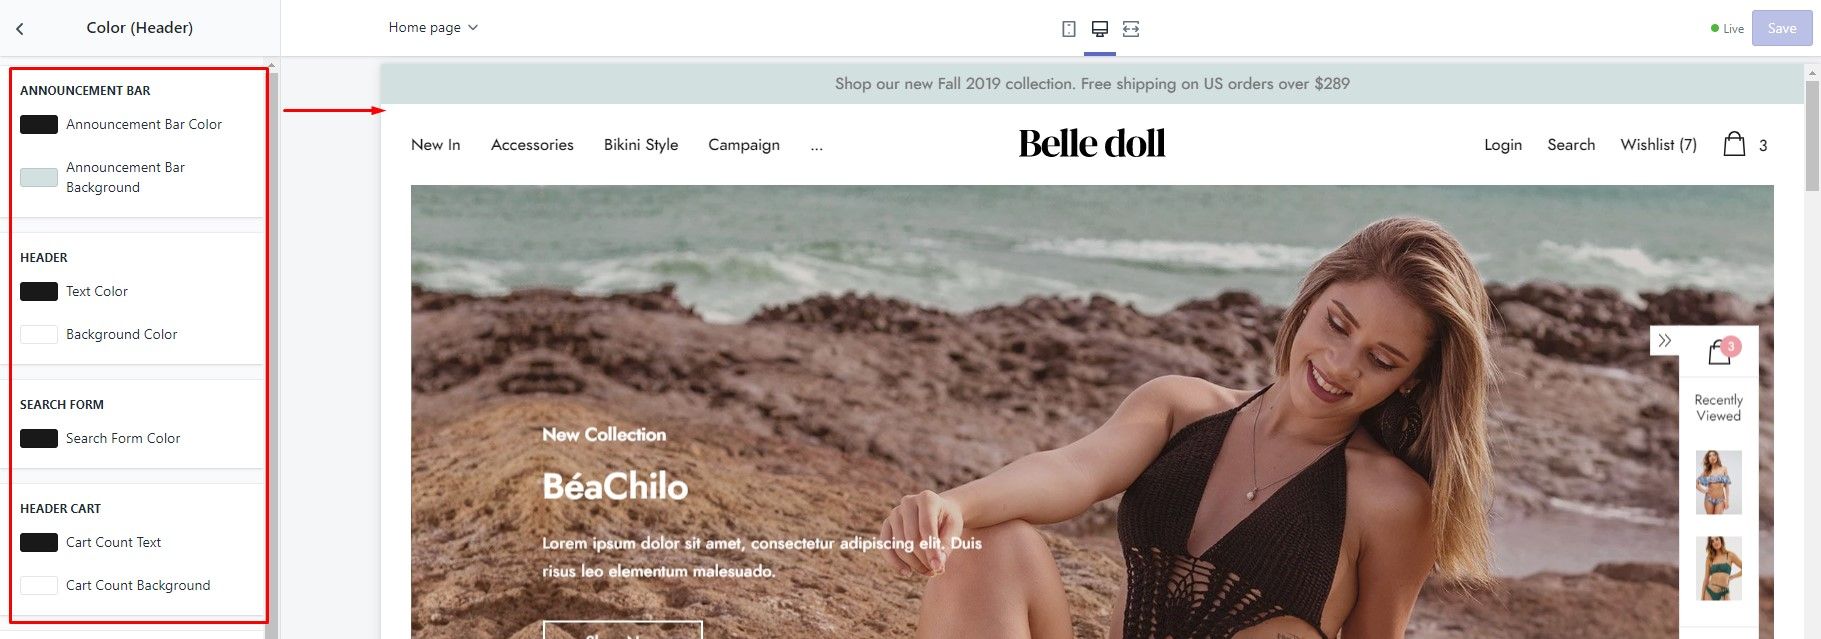 Color (Header)
Home page
Live
Save
ANNOUNCEMENT BAR
Announcement Bar Color
Announcement Bar
Background
HEADER
Text Color
Background Color
SEARCH FORM
Search Form Color
HEADER CART
Cart Count Text
Cart Count Background
Shop our new Fall 2019 collection. Free shipping on US orders over $289
New In Accessories Bikini Style Campaign ...
Belle doll
Login Search Wishlist (7) 3
New Collection
BéaChilo
Lorem ipsum dolor sit amet, consectetur adipiscing elit. Duis
risus leo elementum malesuado.
3
Recently
Viewed